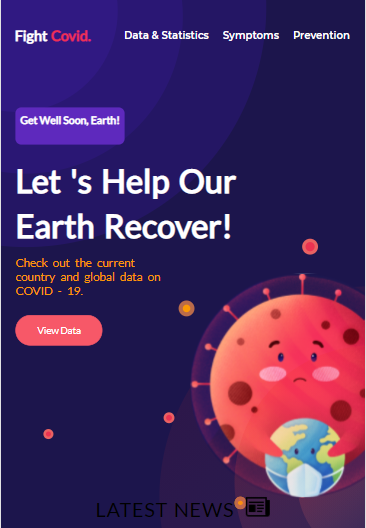 Fight Covid. Data & Statistics Symptoms Prevention
Get Well Soon, Earth!
Let 's Help Our
Earth Recover!
Check out the current
country and global data on
COVID - 19.
View Data
LATEST NEWS